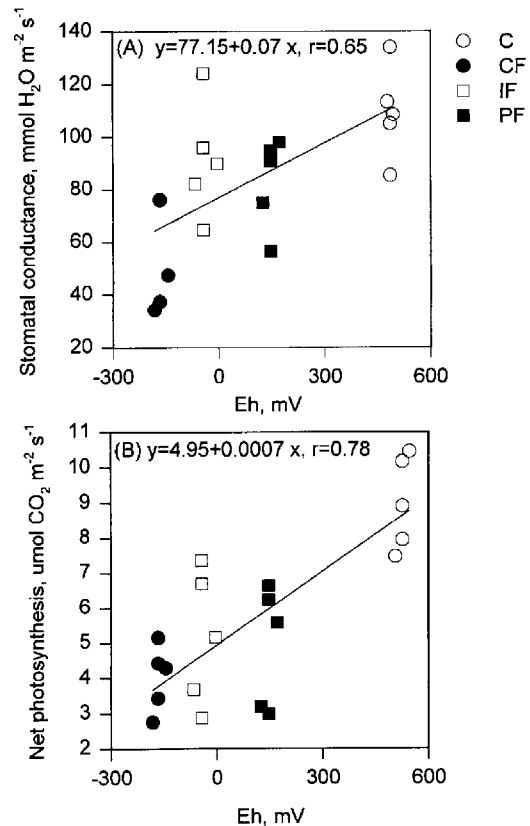 (A) y=77.15+0.07 x, r=0.65
140
120
100
80
60
40
20
Stomatal conductance, mmol H₂O m⁻² s⁻¹
-300 0 300 600
Eh, mV
C
CF
IF
PF
(B) y=4.95+0.0007 x, r=0.78
11
10
9
8
7
6
5
4
3
2
Net photosynthesis, umol CO₂ m⁻² s⁻¹
-300 0 300 600
Eh, mV